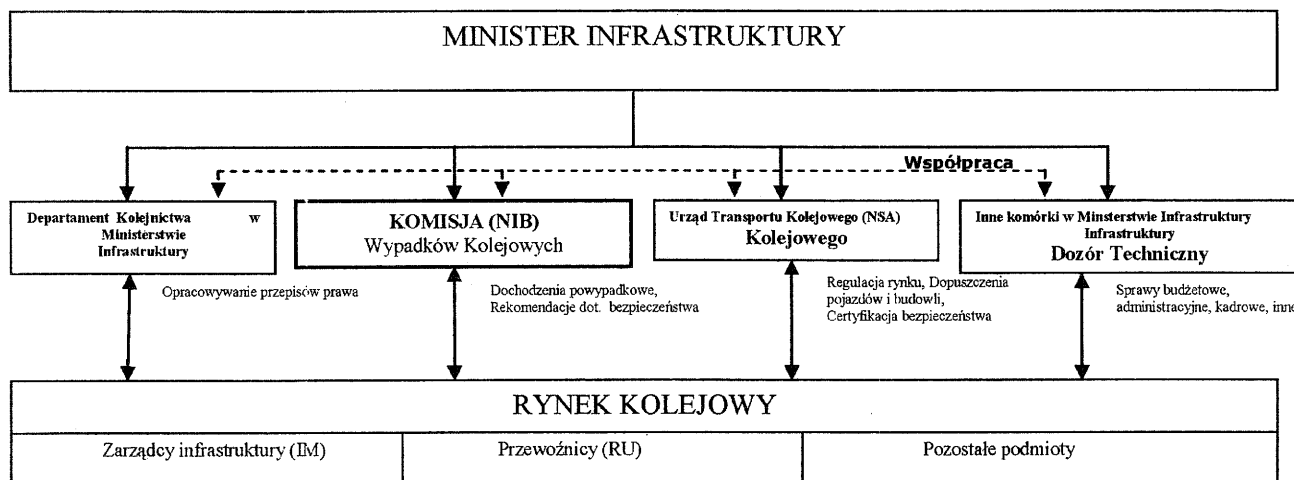 MINISTER INFRASTRUKTURY
Współpraca
Departament Kolejnictwa w
Ministerstwie
Infrastruktury
KOMISJA (NIB)
Wypadków Kolejowych
Urząd Transportu Kolejowego (NSA)
Kolejowego
Inne komórki w Minsterstwie Infrastruktury
Infrastruktury
Dozór Techniczny
Opracowywanie przepisów prawa
Dochodzenia powypadkowe,
Rekomendacje dot. bezpieczeństwa
Regulacja rynku, Dopuszczenia
pojazdów i budowli,
Certyfikacja bezpieczeństwa
Sprawy budżetowe,
administracyjne, kadrowe, inne
RYNEK KOLEJOWY
Zarządcy infrastruktury (IM)
Przewoźnicy (RU)
Pozostałe podmioty